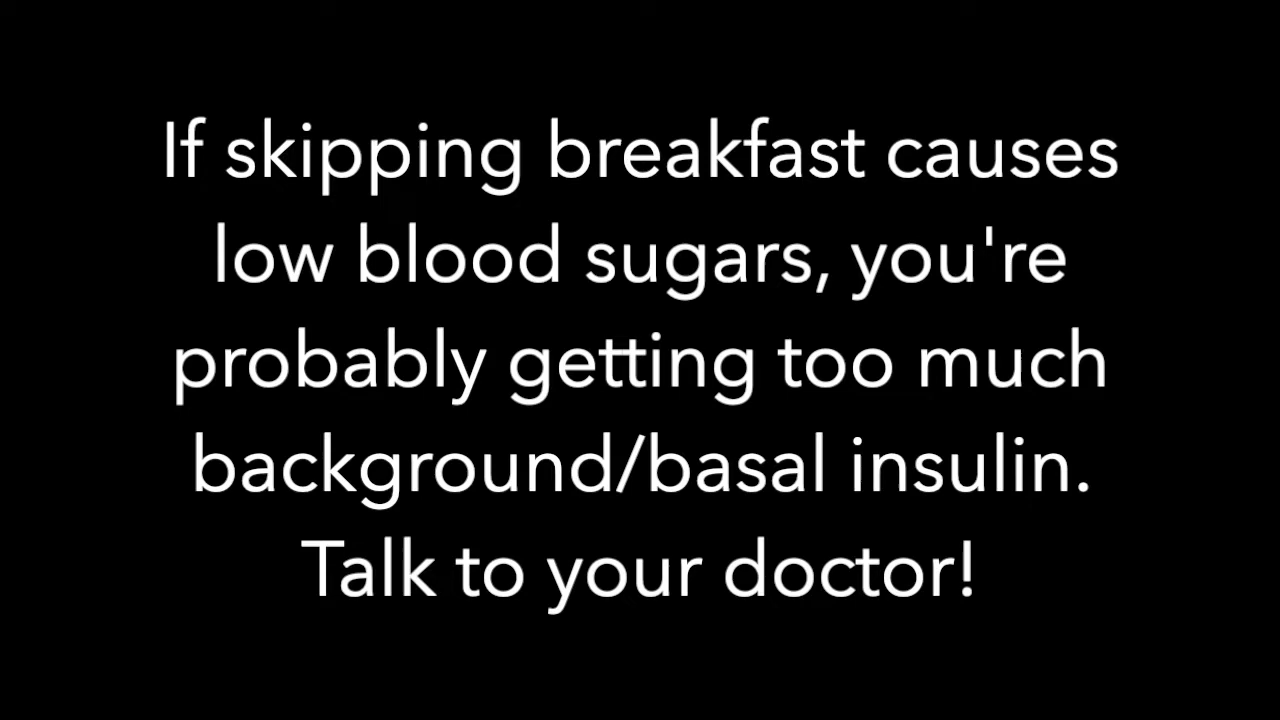 If skipping breakfast causes
low blood sugars, you're
probably getting too much
background/basal insulin.
Talk to your doctor!